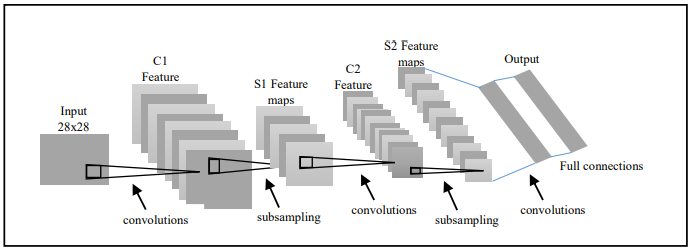 Input
28x28
C1
Feature
S1 Feature
maps
C2
Feature
S2 Feature
maps
Output
Full connections
convolutions
subsampling
convolutions
subsampling
convolutions